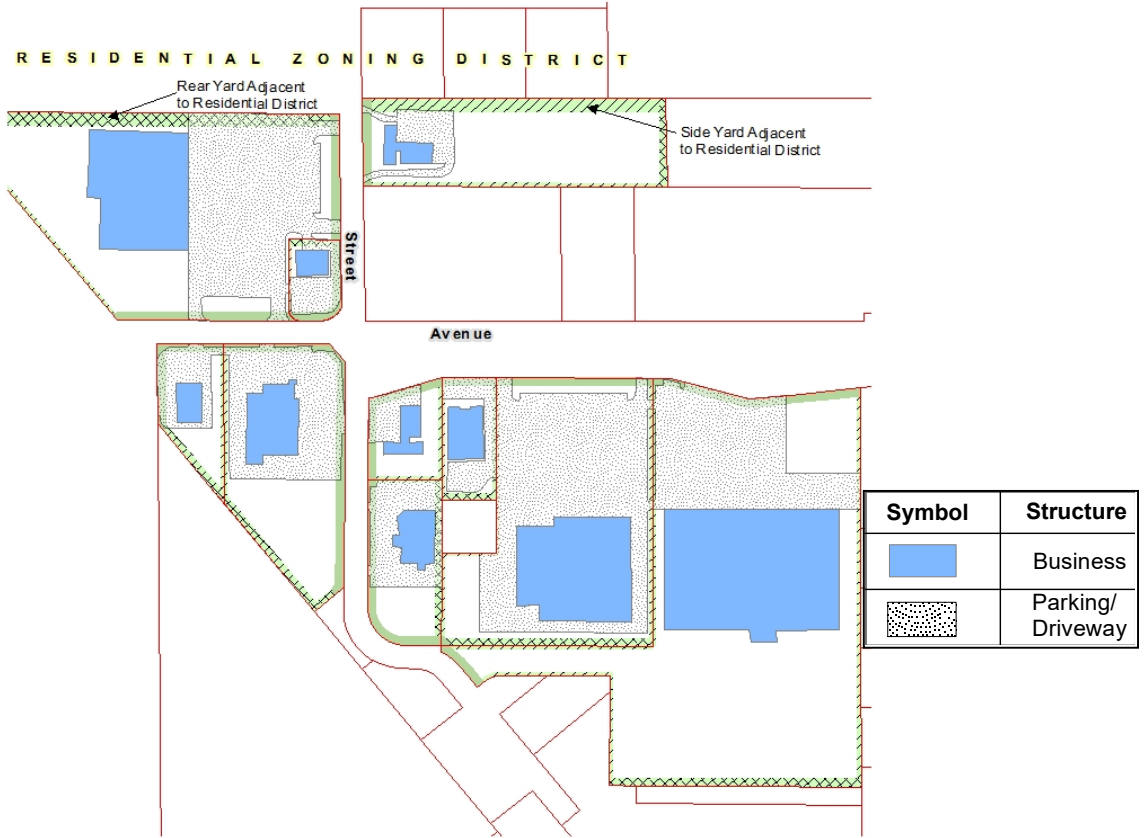 RESIDENTIAL ZONING DISTRICT
Rear Yard Adjacent
to Residential District
Side Yard Adjacent
to Residential District
Street
Avenue
Symbol Structure
Business
Parking/
Driveway